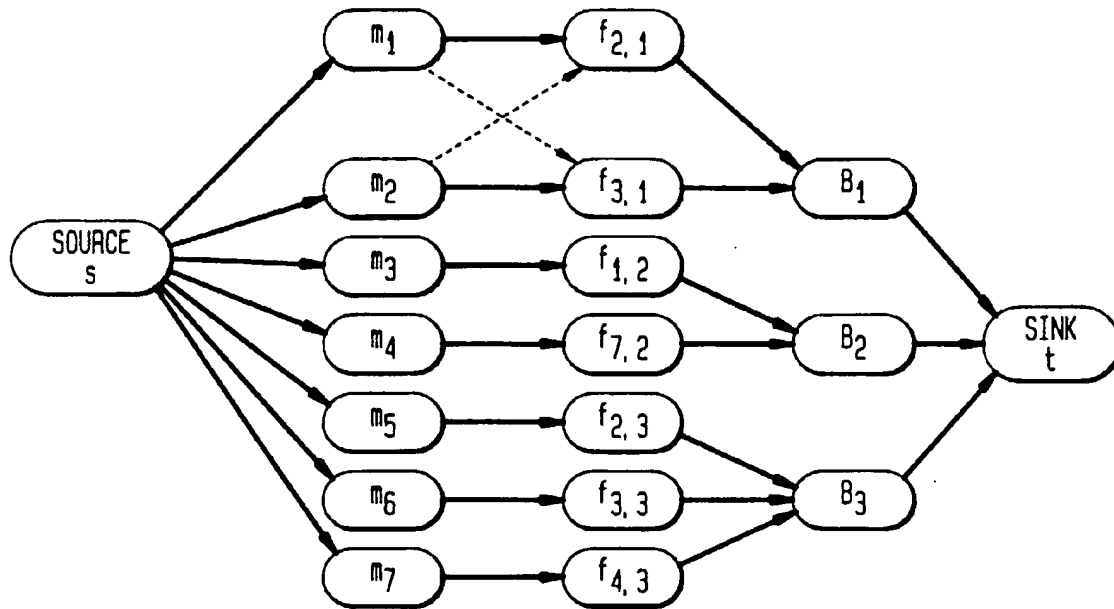 m1
f2, 1
m2
f3, 1
B1
SOURCE
s
m3
f1, 2
m4
f7, 2
B2
SINK
t
m5
f2, 3
m6
f3, 3
B3
m7
f4, 3